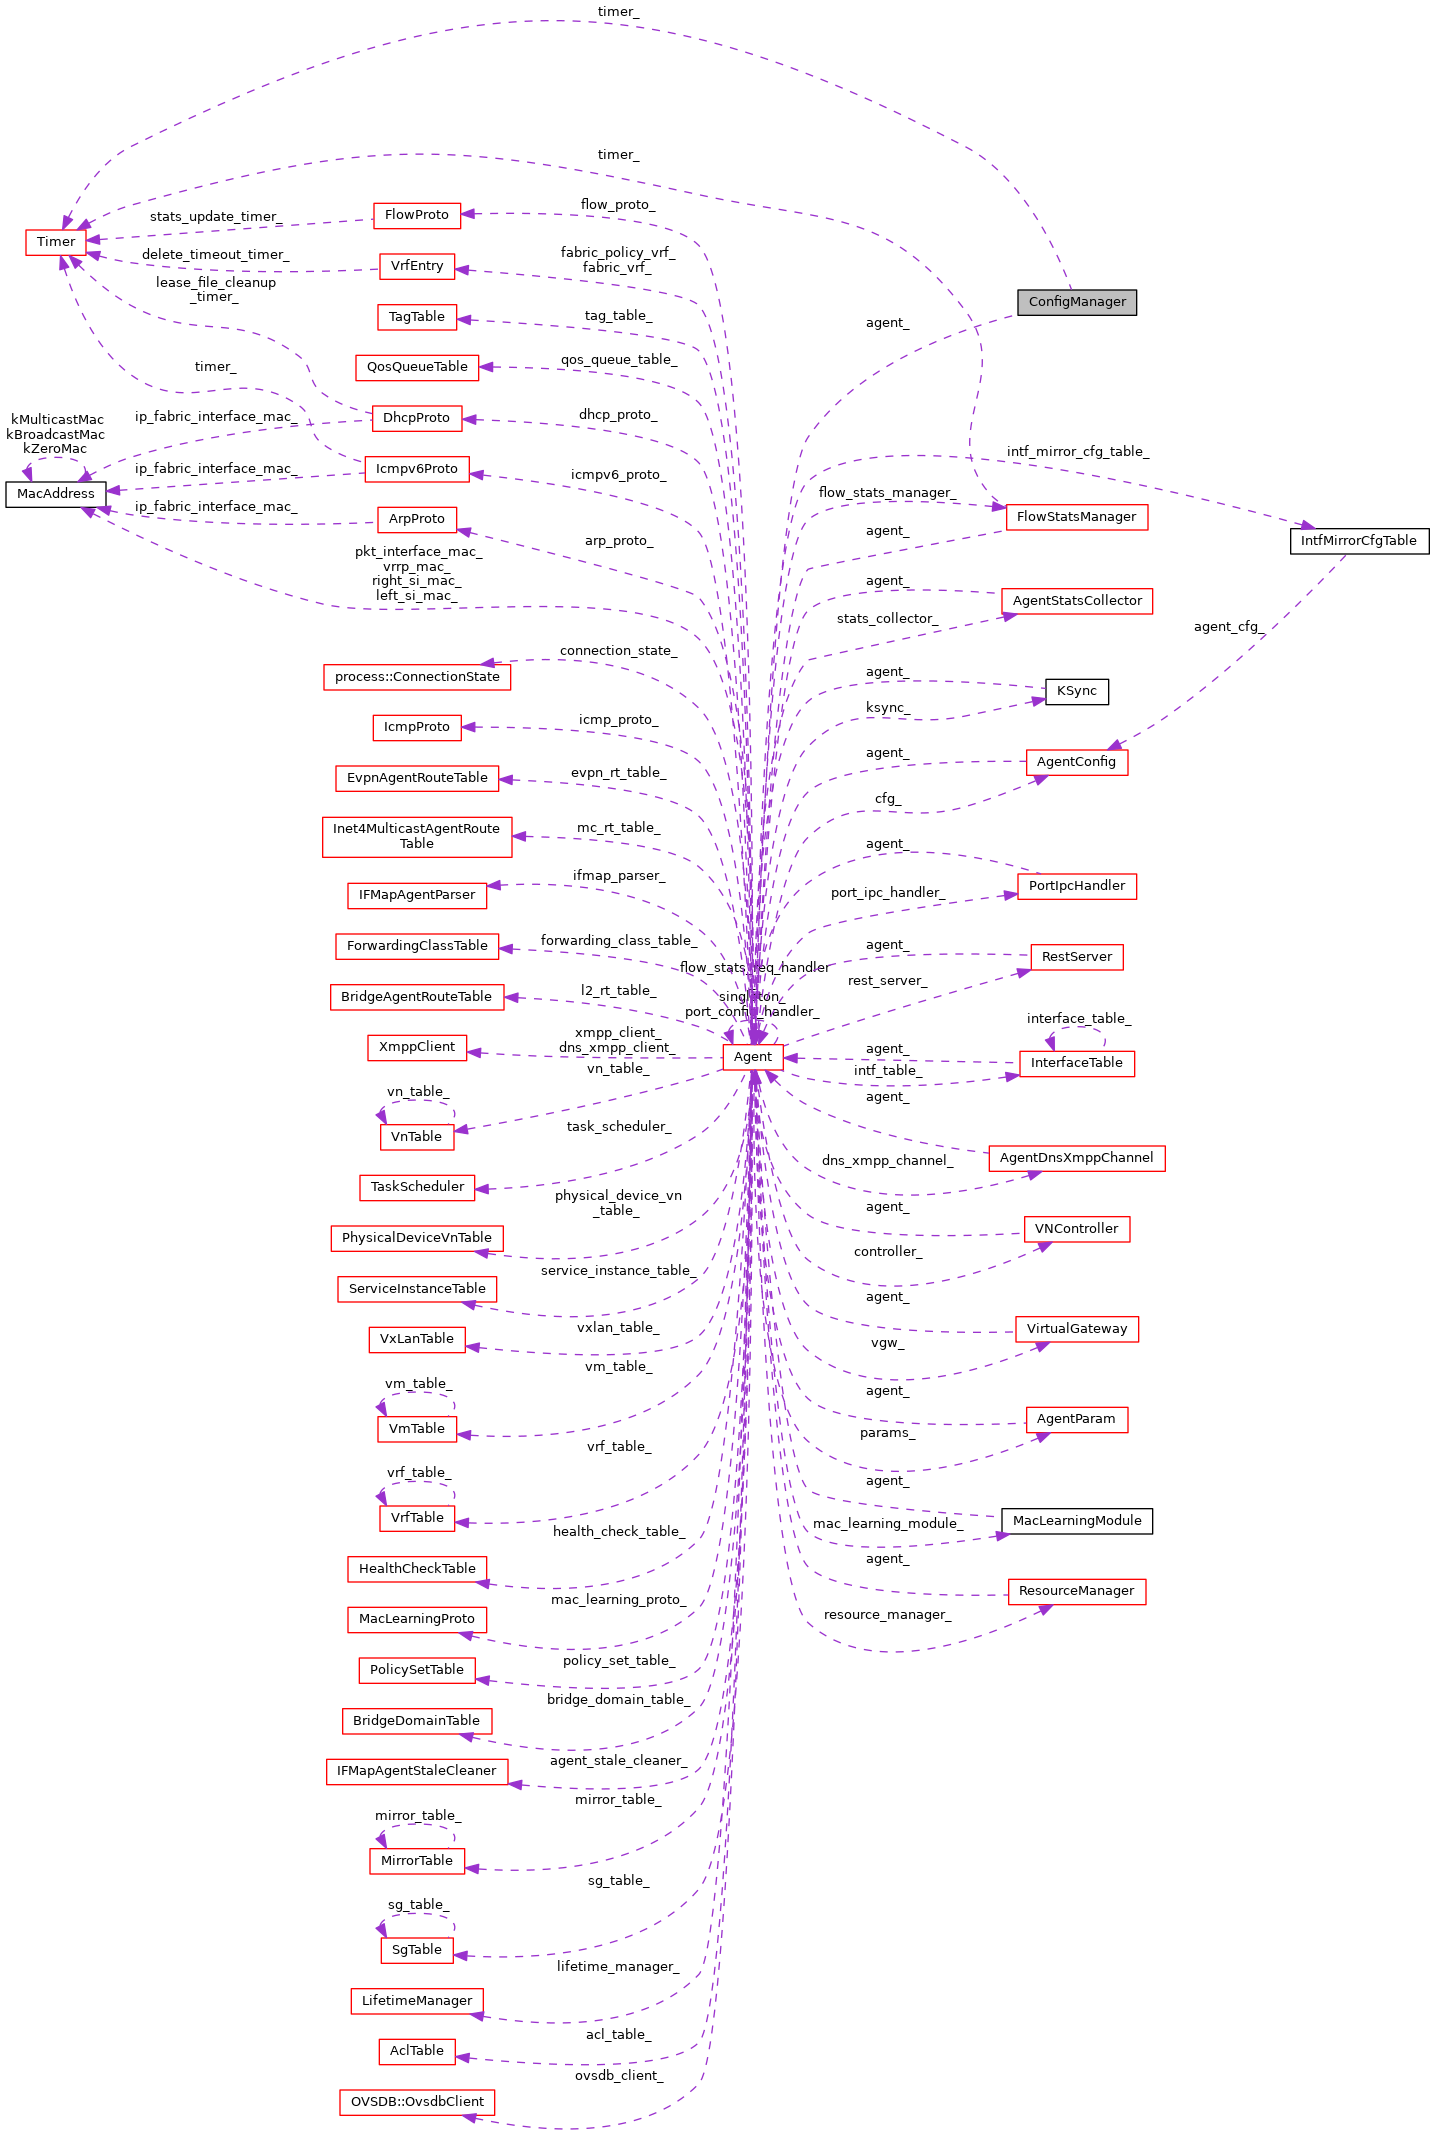 timer_
timer_
flow_proto_
FlowProto
stats_update_timer_
Timer
delete_timeout_timer_
VrfEntry
fabric_policy_vrf_
fabric_vrf_
lease_file_cleanup
_timer_
TagTable
tag_table_
ConfigManager
agent_
QosQueueTable
qos_queue_table_
timer_
DhcpProto
dhcp_proto_
ip_fabric_interface_mac_
kMulticastMac
kBroadcastMac
kZeroMac
MacAddress
ip_fabric_interface_mac_
Icmpv6Proto
icmpv6_proto_
intf_mirror_cfg_table_
flow_stats_manager_
FlowStatsManager
ip_fabric_interface_mac_
ArpProto
arp_proto_
agent_
IntfMirrorCfgTable
pkt_interface_mac_
vrrp_mac_
right_si_mac_
left_si_mac_
agent_
AgentStatsCollector
stats_collector_
agent_cfg_
connection_state_
process::ConnectionState
agent_
KSync
ksync_
IcmpProto
icmp_proto_
agent_
AgentConfig
cfg_
EvpnAgentRouteTable
evpn_rt_table_
Inet4MulticastAgentRoute
Table
mc_rt_table_
agent_
PortIpcHandler
port_ipc_handler_
IFMapAgentParser
ifmap_parser_
ForwardingClassTable
forwarding_class_table_
agent_
RestServer
rest_server_
flow_stats_req_handler
singleton_
port_config_handler_
BridgeAgentRouteTable
l2_rt_table_
interface_table_
XmppClient
xmpp_client_
dns_xmpp_client_
Agent
agent_
InterfaceTable
intf_table_
vn_table_
vn_table_
VnTable
agent_
AgentDnsXmppChannel
dns_xmpp_channel_
task_scheduler_
TaskScheduler
physical_device_vn
_table_
PhysicalDeviceVnTable
agent_
VNController
controller_
service_instance_table_
ServiceInstanceTable
agent_
VirtualGateway
vgw_
vxlan_table_
VxLanTable
vm_table_
vm_table_
VmTable
agent_
AgentParam
params_
vrf_table_
vrf_table_
VrfTable
agent_
MacLearningModule
mac_learning_module_
health_check_table_
HealthCheckTable
agent_
ResourceManager
resource_manager_
mac_learning_proto_
MacLearningProto
policy_set_table_
PolicySetTable
bridge_domain_table_
BridgeDomainTable
agent_stale_cleaner_
IFMapAgentStaleCleaner
mirror_table_
mirror_table_
MirrorTable
sg_table_
sg_table_
SgTable
lifetime_manager_
LifetimeManager
acl_table_
AclTable
ovsdb_client_
OVSDB::OvsdbClient